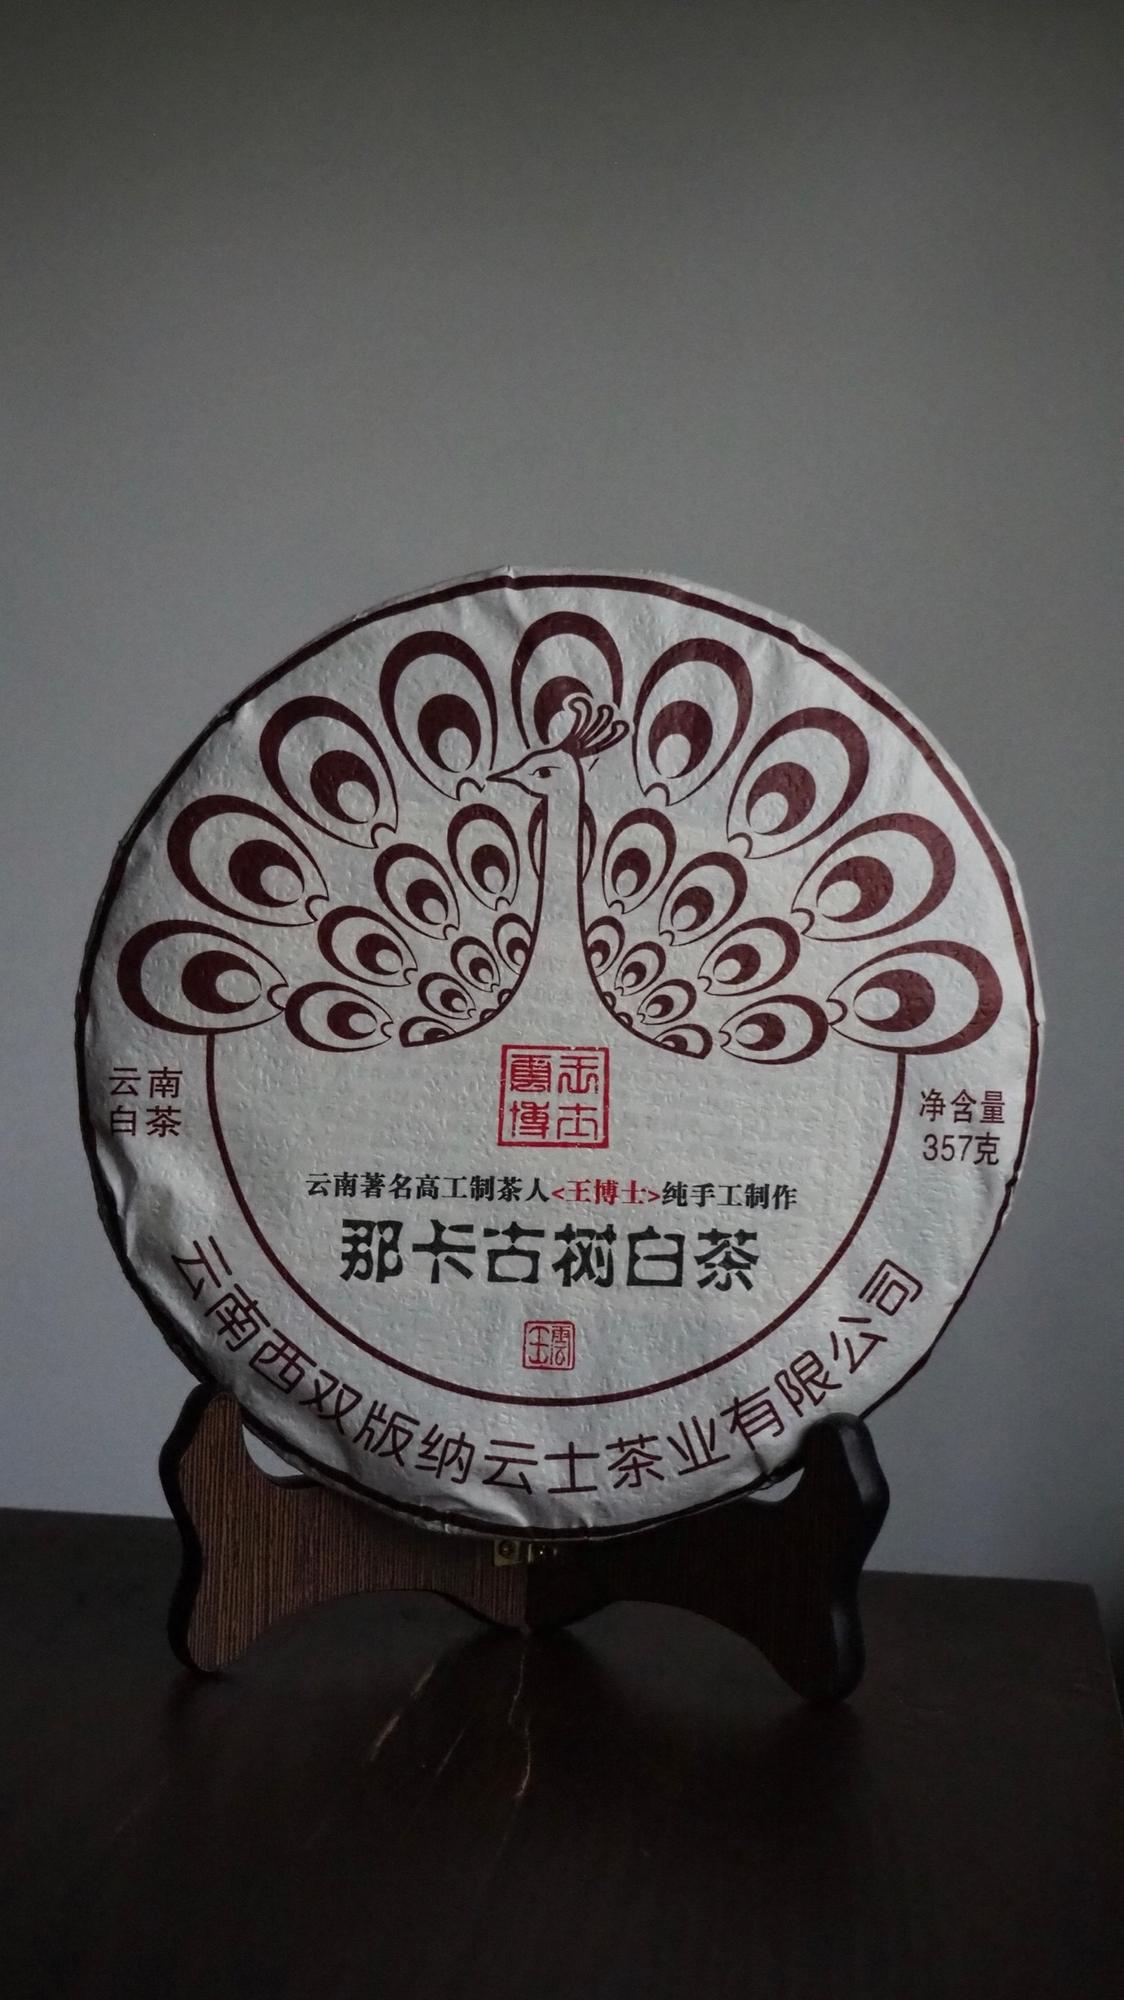 云南
白茶
净含量
357克
云南著名高工制茶人<王博士>纯手工制作
那卡古树白茶
云南西双版纳云士茶业有限公司